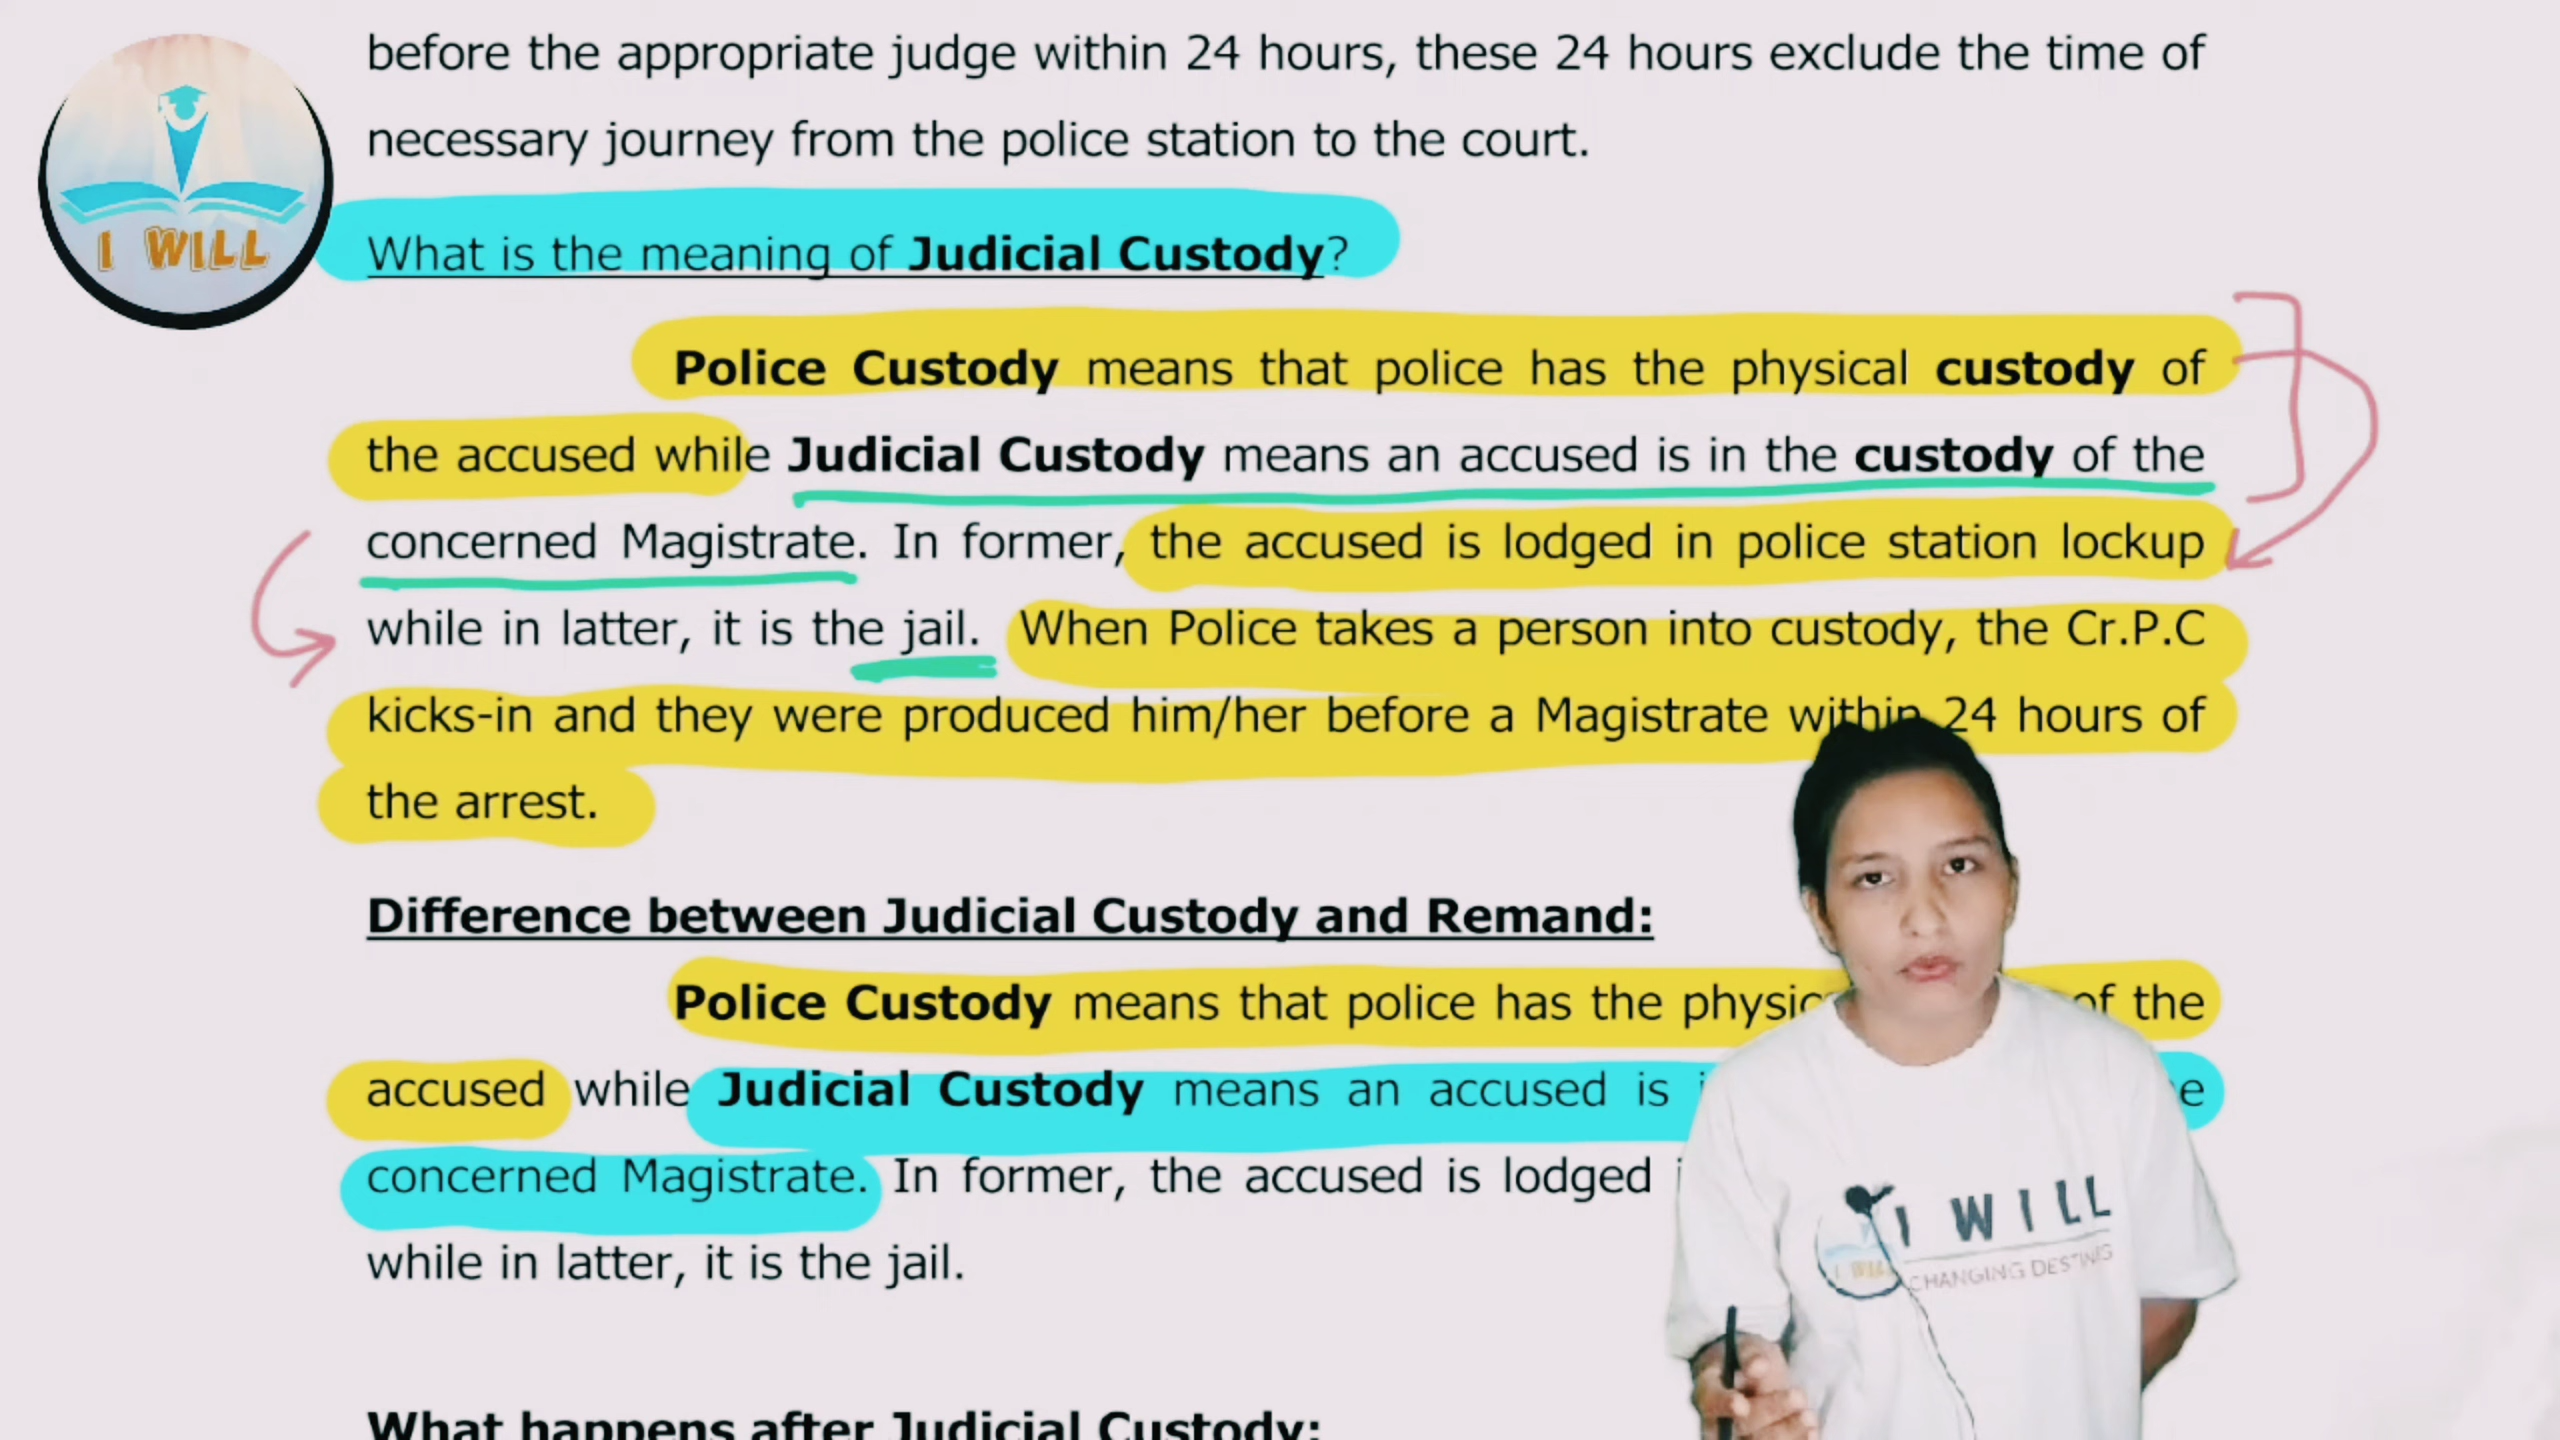 before the appropriate judge within 24 hours, these 24 hours exclude the time of
necessary journey from the police station to the court.
I WILL
What is the meaning of Judicial Custody?
Police Custody means that police has the physical custody of
the accused while Judicial Custody means an accused is in the custody of the
concerned Magistrate. In former, the accused is lodged in police station lockup
while in latter, it is the jail. When Police takes a person into custody, the Cr.P.C
kicks-in and they were produced him/her before a Magistrate within 24 hours of
the arrest.
Difference between Judicial Custody and Remand:
Police Custody means that police has the of the
accused while Judicial Custody means an accused is
concerned Magistrate. In former, the accused is lodged
while in latter, it is the jail.
I WILL
I WILL
CHANGING
What happens after Judicial Custody: